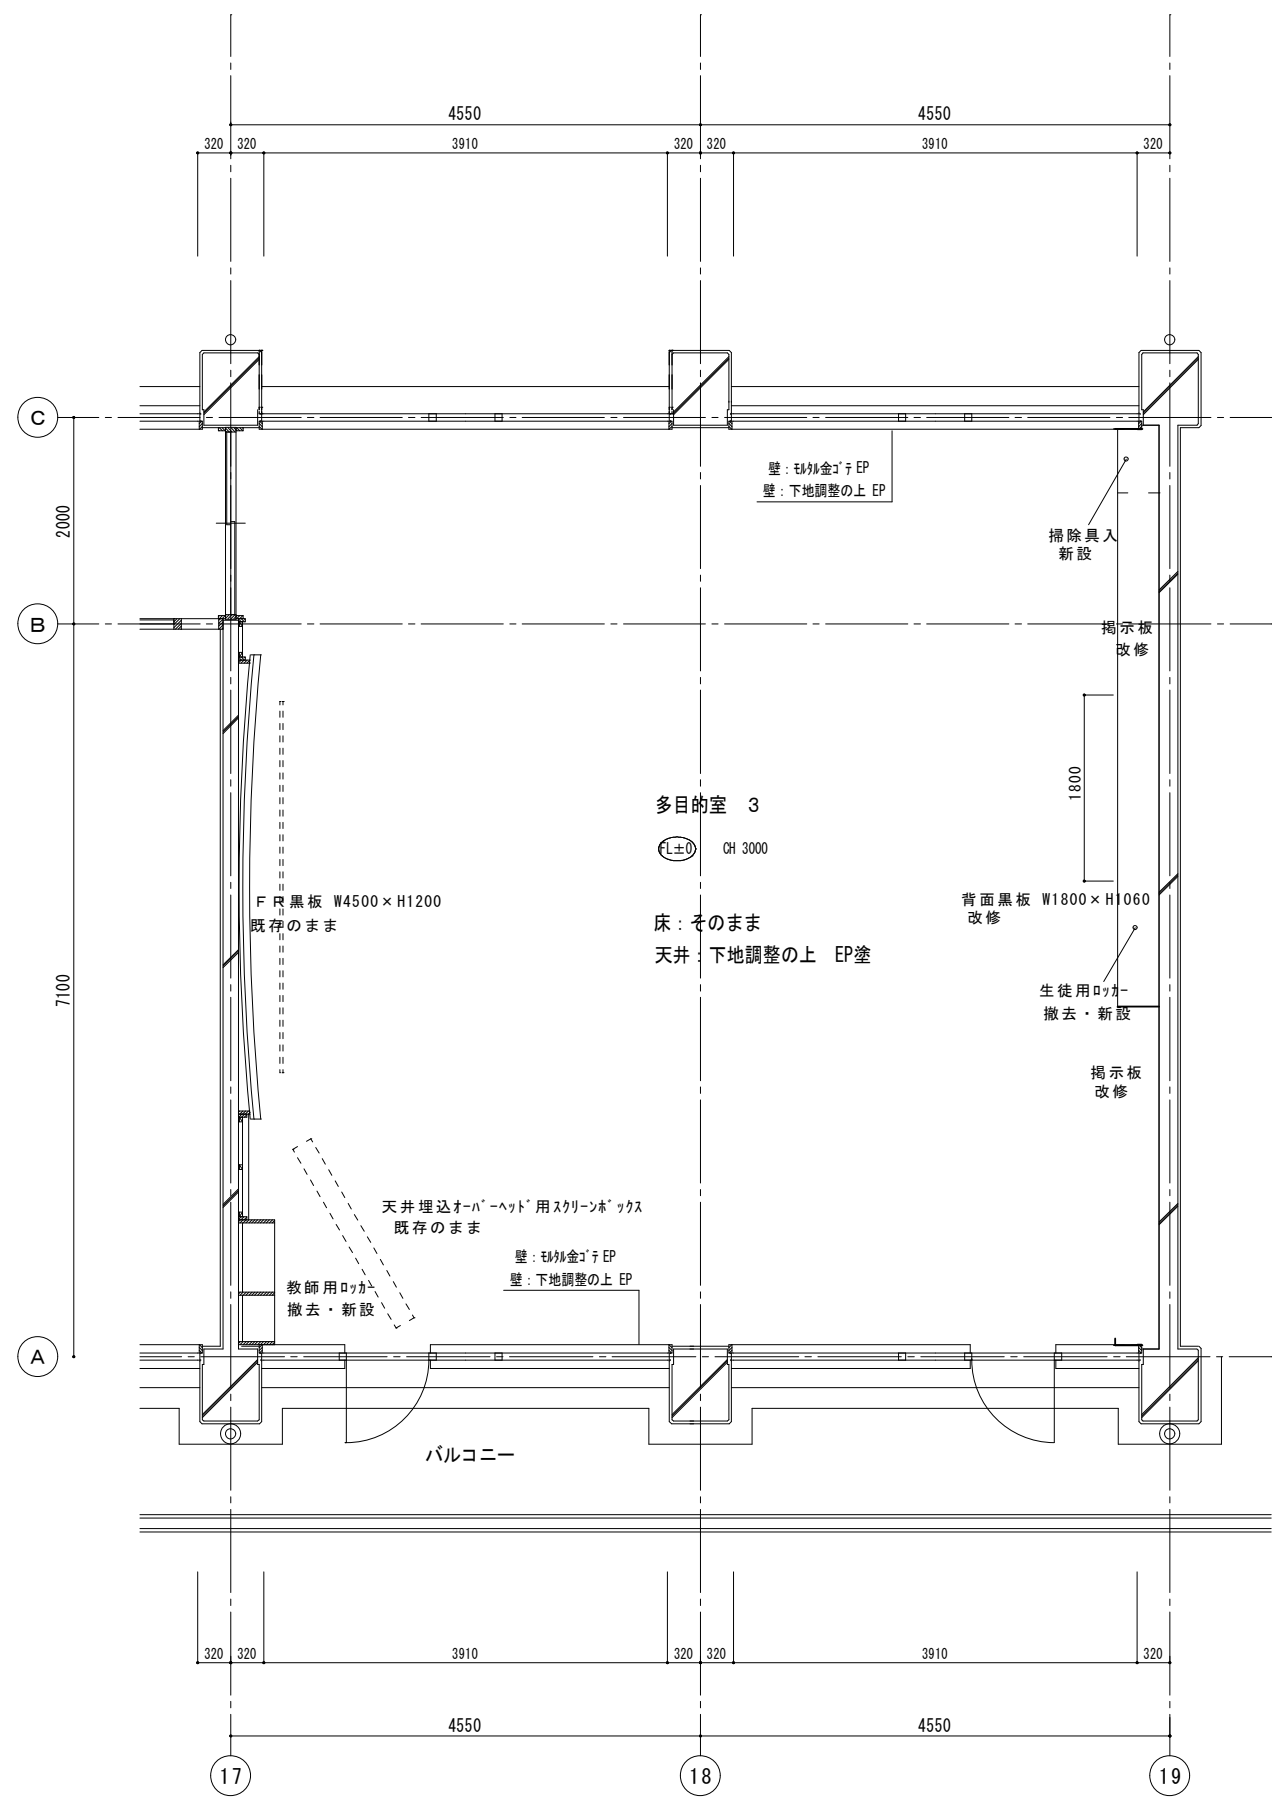 4550 4550
320 320 3910 320 320 3910 320
C
壁：ﾓﾙﾀﾙ金ｺﾞﾃ EP
壁：下地調整の上 EP
2000
掃除具入
新設
B
掲示板
改修
1800
多目的室　3
FL±0 CH 3000
ＦＲ黒板 W4500×H1200
既存のまま
背面黒板 W1800×H1060
改修
床：そのまま
天井：下地調整の上　EP塗
7100
生徒用ﾛｯｶｰ
撤去・新設
掲示板
改修
天井埋込ｵｰﾊﾞｰﾍｯﾄﾞ用ｽｸﾘｰﾝﾎﾞｯｸｽ
既存のまま
壁：ﾓﾙﾀﾙ金ｺﾞﾃ EP
壁：下地調整の上 EP
教師用ﾛｯｶｰ
撤去・新設
A
バルコニー
320 320 3910 320 320 3910 320
4550 4550
17 18 19